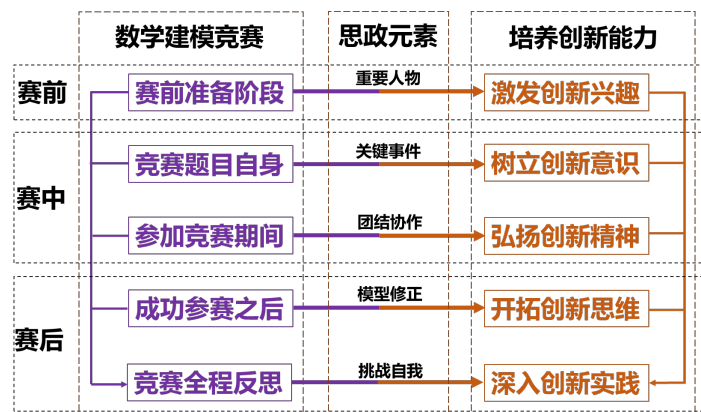 数学建模竞赛 思政元素 培养创新能力
赛前 赛前准备阶段 重要人物 激发创新兴趣
赛中 竞赛题目自身 关键事件 树立创新意识
参加竞赛期间 团结协作 弘扬创新精神
赛后 成功参赛之后 模型修正 开拓创新思维
竞赛全程反思 挑战自我 深入创新实践